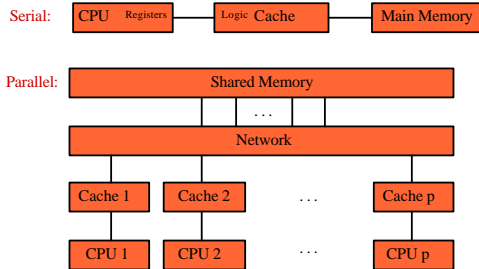 Serial: CPU Registers Logic Cache Main Memory
Parallel: Shared Memory
. . .
Network
Cache 1 Cache 2 . . . Cache p
CPU 1 CPU 2 . . . CPU p